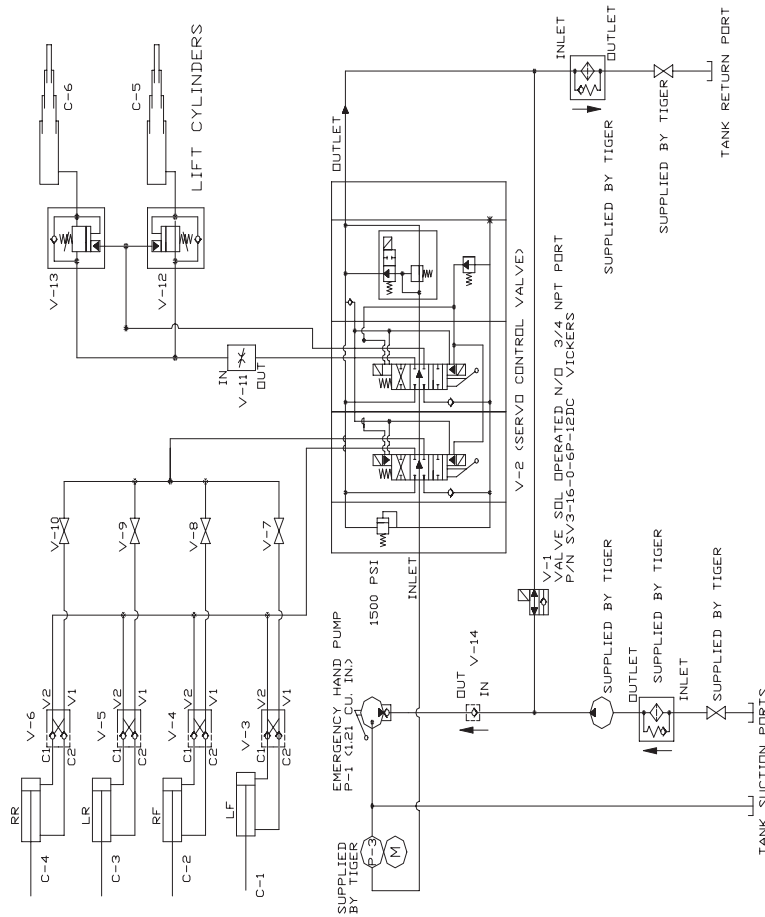 C-6
C-5
LIFT CYLINDERS
V-13
V-12
IN
V-11
OUT
V-10
V-9
V-8
V-7
V-6
V2
V1
C1
C2
V-5
V2
V1
C1
C2
V-4
V2
V1
C1
C2
V-3
V2
V1
C1
C2
RR
C-4
LR
C-3
RF
C-2
LF
C-1
OUTLET
V-2 (SERVO CONTROL VALVE)
1500 PSI
INLET
EMERGENCY HAND PUMP
P-1 (1.21 CU. IN.)
SUPPLIED
BY TIGER
P-3
M
OUT
V-14
IN
V-1
VALVE SOL OPERATED N/O 3/4 NPT PORT
P/N SV3-16-0-6P-12DC VICKERS
INLET
OUTLET
SUPPLIED BY TIGER
SUPPLIED BY TIGER
TANK RETURN PORT
SUPPLIED BY TIGER
OUTLET
SUPPLIED BY TIGER
INLET
SUPPLIED BY TIGER
TANK SUCTION PORTS